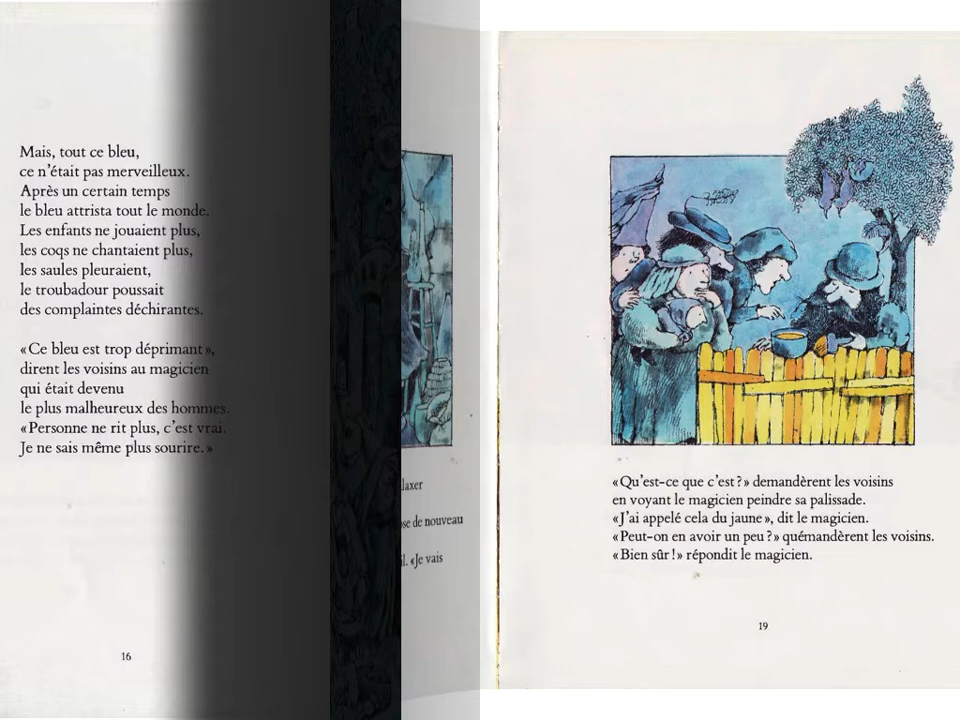 Mais, tout ce bleu,
ce n'était pas merveilleux.
Après un certain temps
le bleu attrista tout le monde.
Les enfants ne jouaient plus,
les coqs ne chantaient plus,
les saules pleuraient,
le troubadour poussait
des complaintes déchirantes.
«Ce bleu est trop déprimant»,
dirent les voisins au magicien
qui était devenu
le plus malheureux des hommes.
«Personne ne rit plus, c'est vrai.
Je ne sais même plus sourire.»
16
de nouveau
«Je vais
«Qu'est-ce que c'est?» demandèrent les voisins
en voyant le magicien peindre sa palissade.
«J'ai appelé cela du jaune», dit le magicien.
«Peut-on en avoir un peu?» quémandèrent les voisins.
«Bien sûr!» répondit le magicien.
19